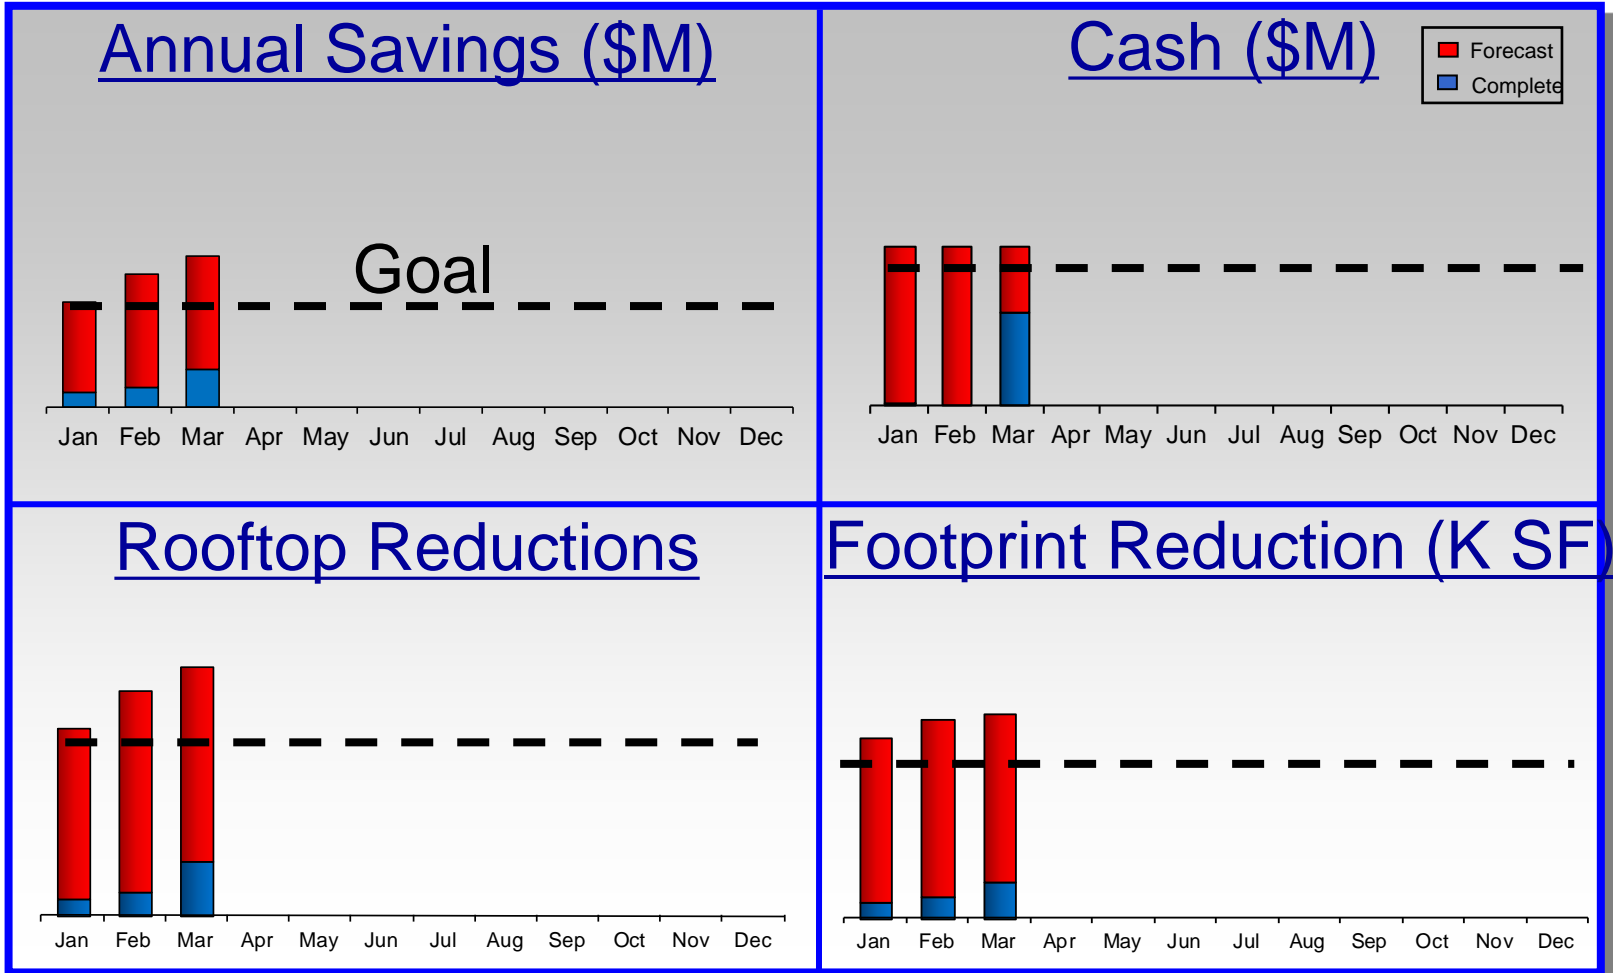 Annual Savings ($M)
Goal
Jan Feb Mar Apr May Jun Jul Aug Sep Oct Nov Dec
Cash ($M)
Forecast
Complete
Jan Feb Mar Apr May Jun Jul Aug Sep Oct Nov Dec
Rooftop Reductions
Jan Feb Mar Apr May Jun Jul Aug Sep Oct Nov Dec
Footprint Reduction (K SF)
Jan Feb Mar Apr May Jun Jul Aug Sep Oct Nov Dec